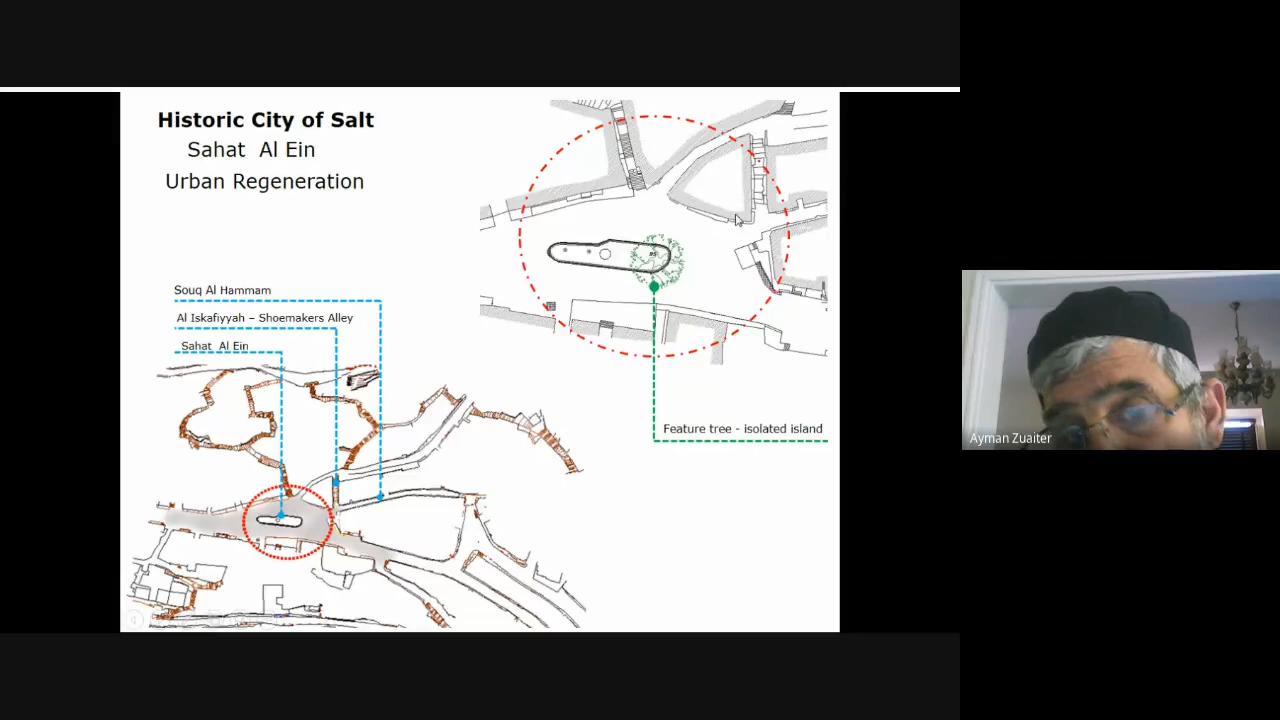 Historic City of Salt
Sahat Al Ein
Urban Regeneration
Souq Al Hammam
Al Iskafiyyah – Shoemakers Alley
Sahat Al Ein
Feature tree - isolated island
Ayman Zuaiter